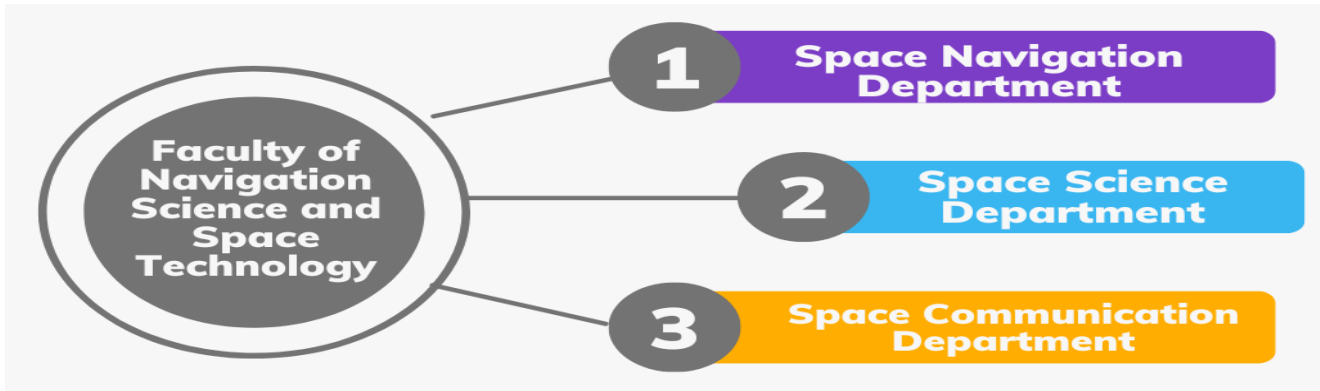 Faculty of
Navigation
Science and
Space
Technology
1
Space Navigation
Department
2
Space Science
Department
3
Space Communication
Department